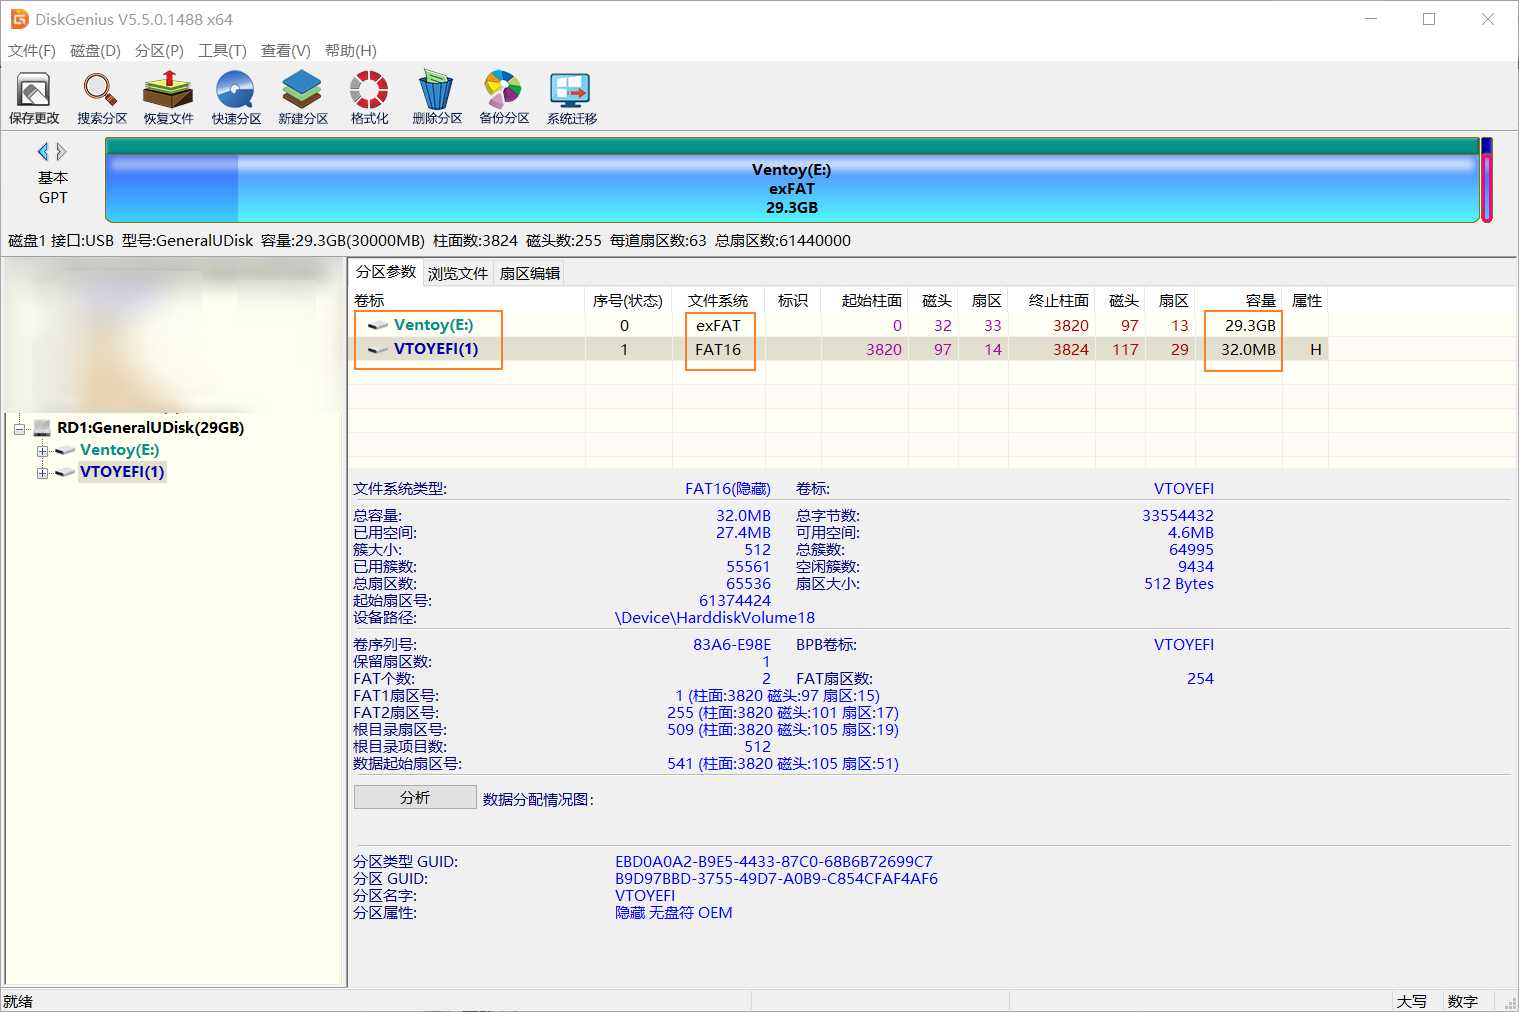 DiskGenius V5.5.0.1488 x64
文件(F) 磁盘(D) 分区(P) 工具(T) 查看(V) 帮助(H)
保存更改 搜索分区 恢复文件 快速分区 新建分区 格式化 删除分区 备份分区 系统迁移
基本
GPT
Ventoy(E:)
exFAT
29.3GB
磁盘1 接口:USB 型号:GeneralUDisk 容量:29.3GB(30000MB) 柱面数:3824 磁头数:255 每道扇区数:63 总扇区数:61440000
RD1:GeneralUDisk(29GB)
Ventoy(E:)
VTOYEFI(1)
分区参数 浏览文件 扇区编辑
卷标 序号(状态) 文件系统 标识 起始柱面 磁头 扇区 终止柱面 磁头 扇区 容量 属性
Ventoy(E:) 0 exFAT 0 32 33 3820 97 13 29.3GB
VTOYEFI(1) 1 FAT16 3820 97 14 3824 117 29 32.0MB H
文件系统类型: FAT16(隐藏) 卷标: VTOYEFI
总容量: 32.0MB 总字节数: 33554432
已用空间: 27.4MB 可用空间: 4.6MB
簇大小: 512 总簇数: 64995
已用簇数: 55561 空闲簇数: 9434
总扇区数: 65536 扇区大小: 512 Bytes
起始扇区号: 61374424
设备路径: \Device\HarddiskVolume18
卷序列号: 83A6-E98E BPB卷标: VTOYEFI
保留扇区数: 1
FAT个数: 2 FAT扇区数: 254
FAT1扇区号: 1 (柱面:3820 磁头:97 扇区:15)
FAT2扇区号: 255 (柱面:3820 磁头:101 扇区:17)
根目录扇区号: 509 (柱面:3820 磁头:105 扇区:19)
根目录项目数: 512
数据起始扇区号: 541 (柱面:3820 磁头:105 扇区:51)
分析 数据分配情况图:
分区类型 GUID: EBD0A0A2-B9E5-4433-87C0-68B6B72699C7
分区 GUID: B9D97BBD-3755-49D7-A0B9-C854CFAF4AF6
分区名字: VTOYEFI
分区属性: 隐藏 无盘符 OEM
就绪 大写 数字